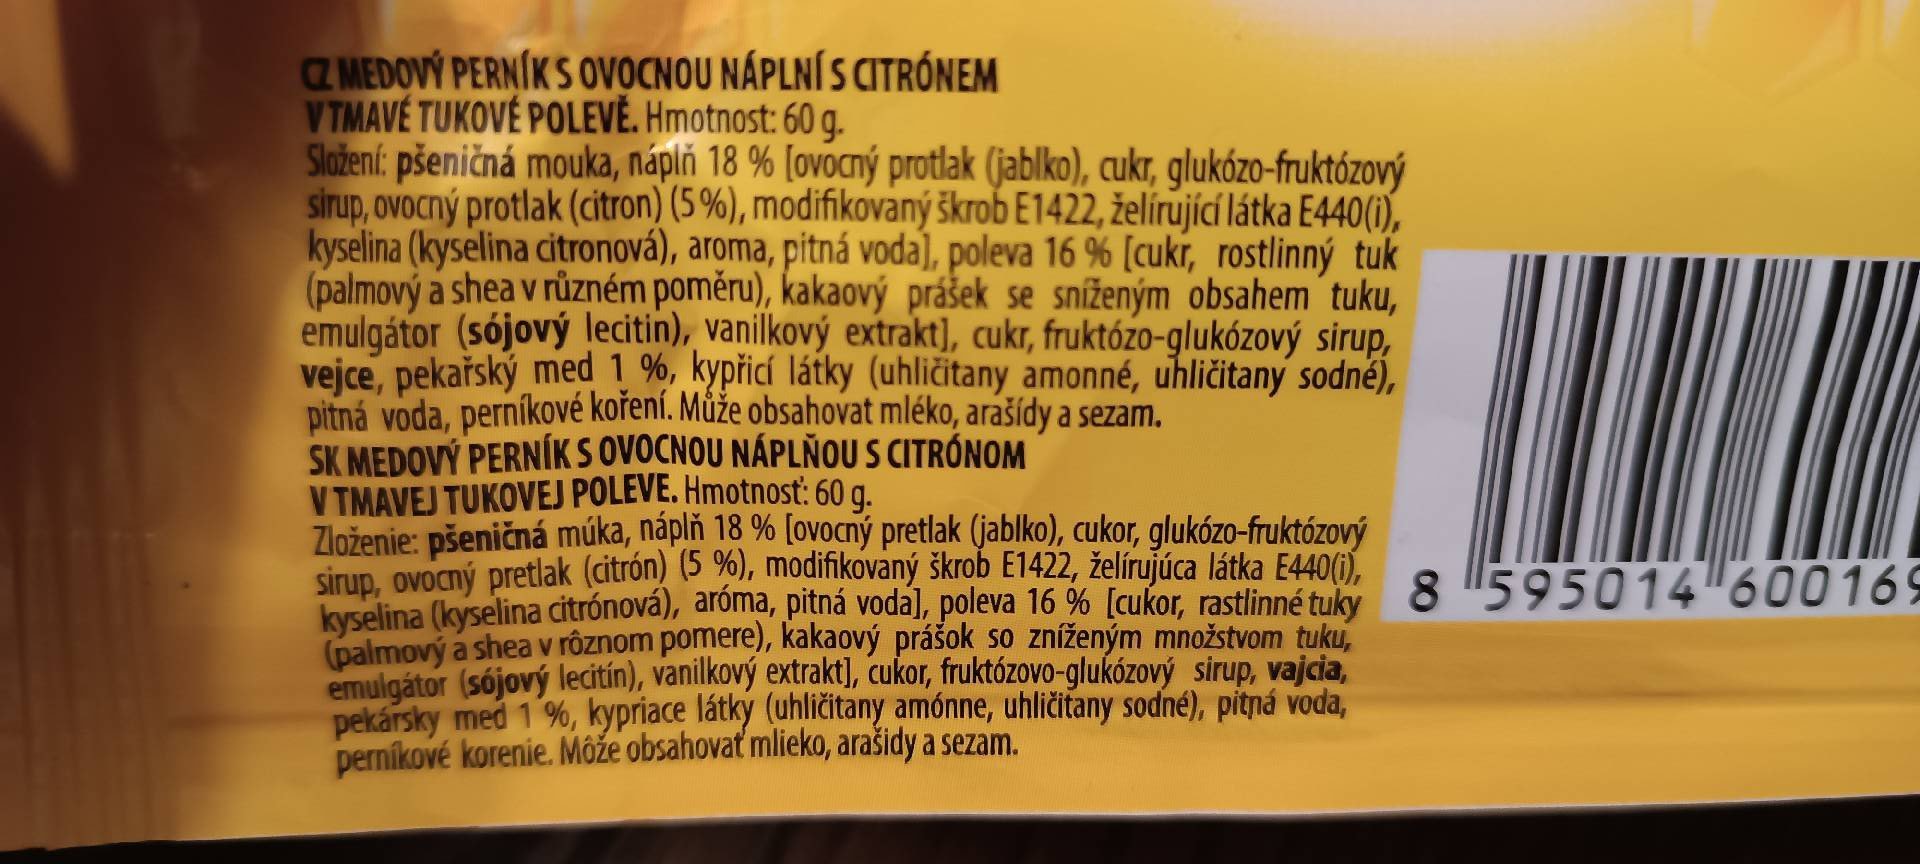 CZ MEDOVÝ PERNÍK S OVOCNOU NÁPLNÍ S CITRÓNEM
V TMAVÉ TUKOVÉ POLEVĚ. Hmotnost: 60 g.
Složení: pšeničná mouka, náplň 18 % [ovocný protlak (jablko), cukr, glukózo-fruktózový
sirup, ovocný protlak (citron) (5 %), modifikovaný škrob E1422, želírující látka E440(i),
kyselina (kyselina citronová), aroma, pitná voda], poleva 16 % [cukr, rostlinný tuk
(palmový a shea v různém poměru), kakaový prášek se sníženým obsahem tuku,
emulgátor (sójový lecitin), vanilkový extrakt], cukr, fruktózo-glukózový sirup,
vejce, pekařský med 1 %, kypřicí látky (uhličitany amonné, uhličitany sodné),
pitná voda, perníkové koření. Může obsahovat mléko, arašídy a sezam.
SK MEDOVÝ PERNÍK S OVOCNOU NÁPLŇOU S CITRÓNOM
V TMAVEJ TUKOVEJ POLEVE. Hmotnosť: 60 g.
Zloženie: pšeničná múka, náplň 18 % [ovocný pretlak (jablko), cukor, glukózo-fruktózový
sirup, ovocný pretlak (citrón) (5 %), modifikovaný škrob E1422, želírujúca látka E440(i),
kyselina (kyselina citrónová), aróma, pitná voda], poleva 16 % [cukor, rastlinné tuky
(palmový a shea v rôznom pomere), kakaový prášok so zníženým množstvom tuku,
emulgátor (sójový lecitín), vanilkový extrakt], cukor, fruktózovo-glukózový sirup, vajcia,
pekársky med 1 %, kypriace látky (uhličitany amónne, uhličitany sodné), pitná voda,
perníkové korenie. Môže obsahovať mlieko, arašidy a sezam.
8 595014 600169